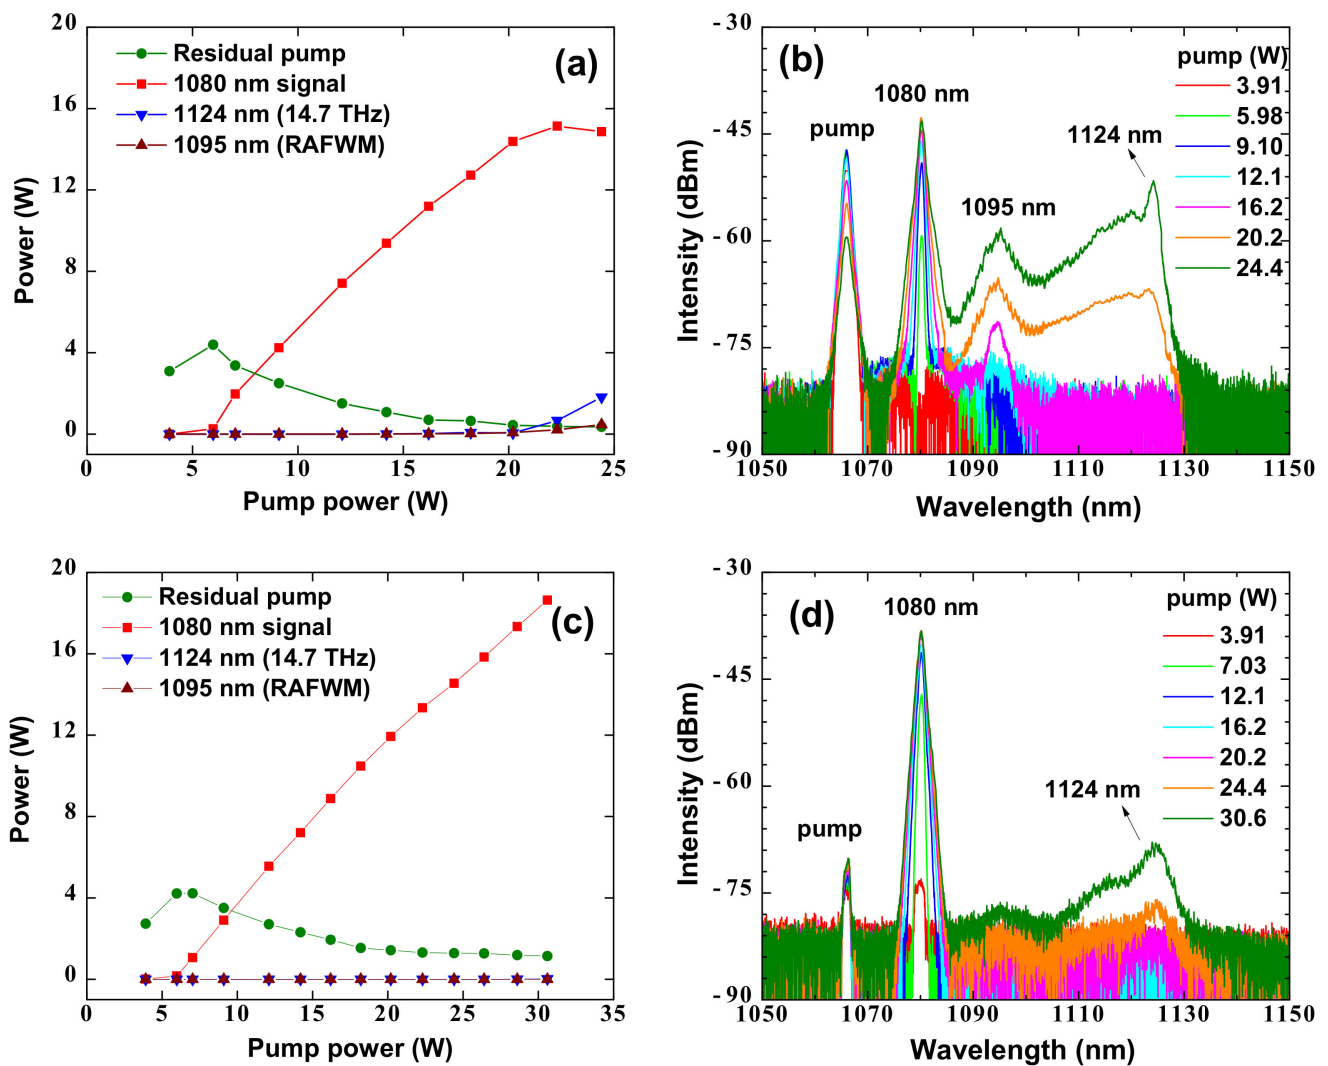 Residual pump
1080 nm signal
1124 nm (14.7 THz)
1095 nm (RAFWM)
(a)
20
16
12
8
4
0
Power (W)
0 5 10 15 20 25
Pump power (W)
(b)
pump (W)
3.91
5.98
9.10
12.1
16.2
20.2
24.4
pump
1080 nm
1095 nm
1124 nm
-30
-45
-60
-75
-90
Intensity (dBm)
1050 1070 1090 1110 1130 1150
Wavelength (nm)
Residual pump
1080 nm signal
1124 nm (14.7 THz)
1095 nm (RAFWM)
(c)
20
16
12
8
4
0
Power (W)
0 5 10 15 20 25 30 35
Pump power (W)
(d)
pump (W)
3.91
7.03
12.1
16.2
20.2
24.4
30.6
1080 nm
pump
1124 nm
-30
-45
-60
-75
-90
Intensity (dBm)
1050 1070 1090 1110 1130 1150
Wavelength (nm)